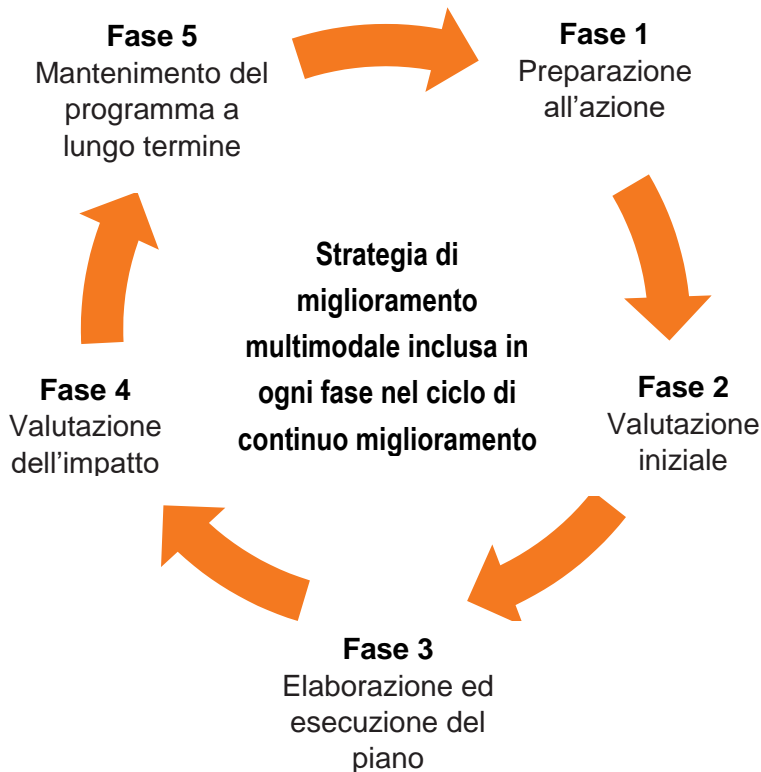 Fase 1
Preparazione
all’azione
Fase 2
Valutazione
iniziale
Fase 3
Elaborazione ed
esecuzione del
piano
Fase 4
Valutazione
dell’impatto
Fase 5
Mantenimento del
programma a
lungo termine
Strategia di
miglioramento
multimodale inclusa in
ogni fase nel ciclo di
continuo miglioramento